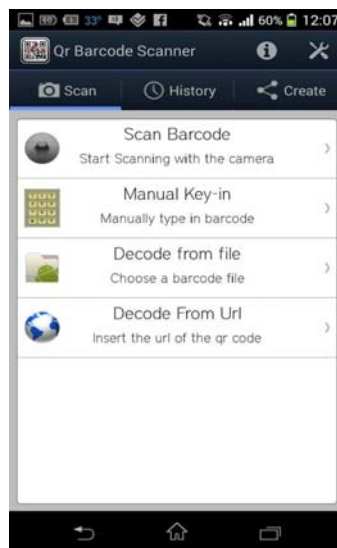 33° 60% 12:07
Qr Barcode Scanner
Scan History Create
Scan Barcode
Start Scanning with the camera
Manual Key-in
Manually type in barcode
Decode from file
Choose a barcode file
Decode From Url
Insert the url of the qr code